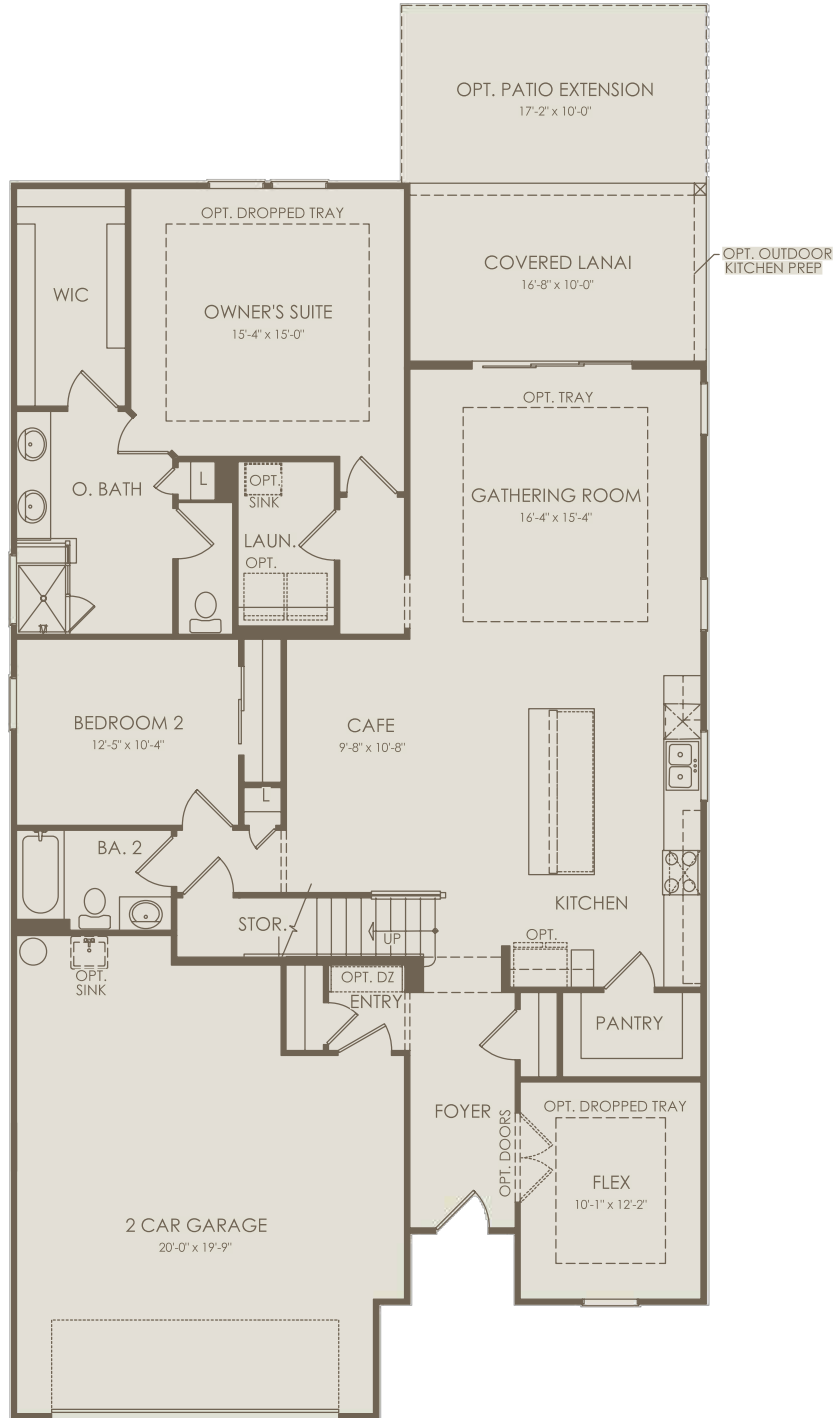 OPT. PATIO EXTENSION
17'-2" x 10'-0"
OPT. DROPPED TRAY
COVERED LANAI
16'-8" x 10'-0"
OPT. OUTDOOR
KITCHEN PREP
WIC
OWNER'S SUITE
15'-4" x 15'-0"
OPT. TRAY
L
O. BATH
OPT.
SINK
GATHERING ROOM
16'-4" x 15'-4"
LAUN.
OPT.
BEDROOM 2
12'-5" x 10'-4"
CAFE
9'-8" x 10'-8"
L
BA. 2
KITCHEN
STOR.
UP
OPT.
OPT.
SINK
OPT. DZ
ENTRY
PANTRY
FOYER
OPT. DOORS
OPT. DROPPED TRAY
FLEX
10'-1" x 12'-2"
2 CAR GARAGE
20'-0" x 19'-9"